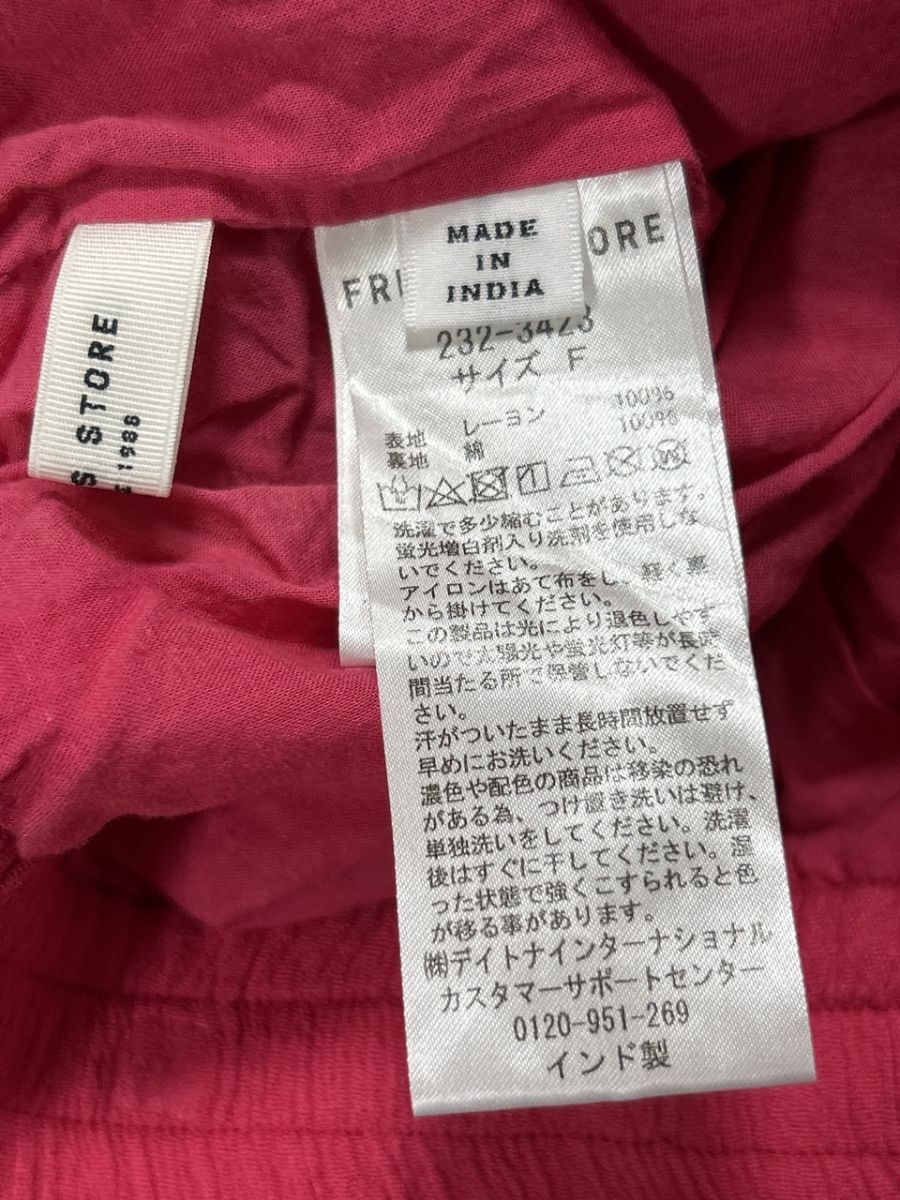 MADE
IN
INDIA
FRI ORE
232-3423
サイズ F
表地 レーヨン 100%
裏地 綿 100%
洗濯で多少縮むことがあります。
蛍光増白剤入り洗剤を使用しな
いでください。
アイロンはあて布をし、軽く裏
から掛けてください。
この製品は光により退色しやす
いので太陽光や蛍光灯等が長時
間当たる所で保管しないでくだ
さい。
汗がついたまま長時間放置せず
早めにお洗いください。
濃色や配色の商品は移染の恐れ
がある為、つけ置き洗いは避け、
単独洗いをしてください。洗濯
後はすぐに干してください。湿
った状態で強くこすられると色
が移る事があります。
㈱デイトナインターナショナル
カスタマーサポートセンター
0120-951-269
インド製
S STORE
1986